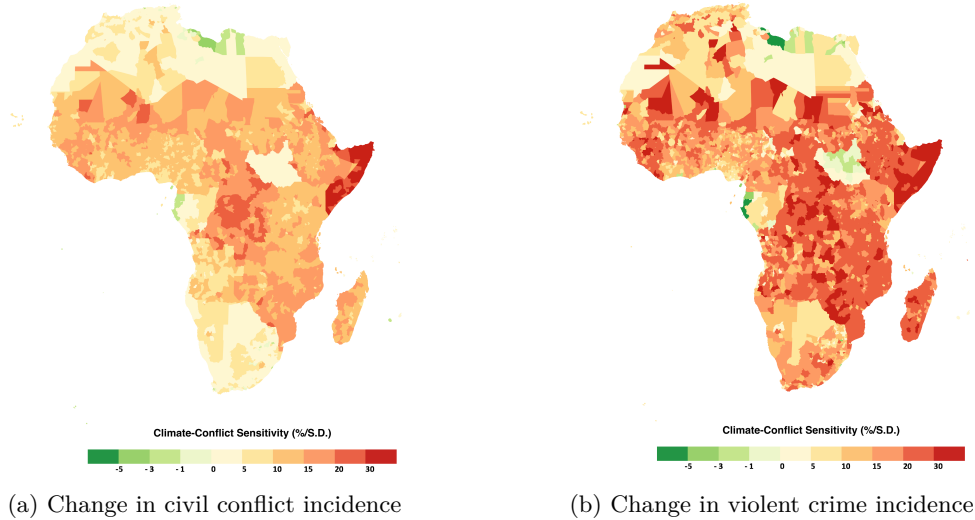 Climate-Conflict Sensitivity (%/S.D.)
-5 - 3 - 1 0 5 10 15 20 30
(a) Change in civil conflict incidence
Climate-Conflict Sensitivity (%/S.D.)
-5 - 3 - 1 0 5 10 15 20 30
(b) Change in violent crime incidence